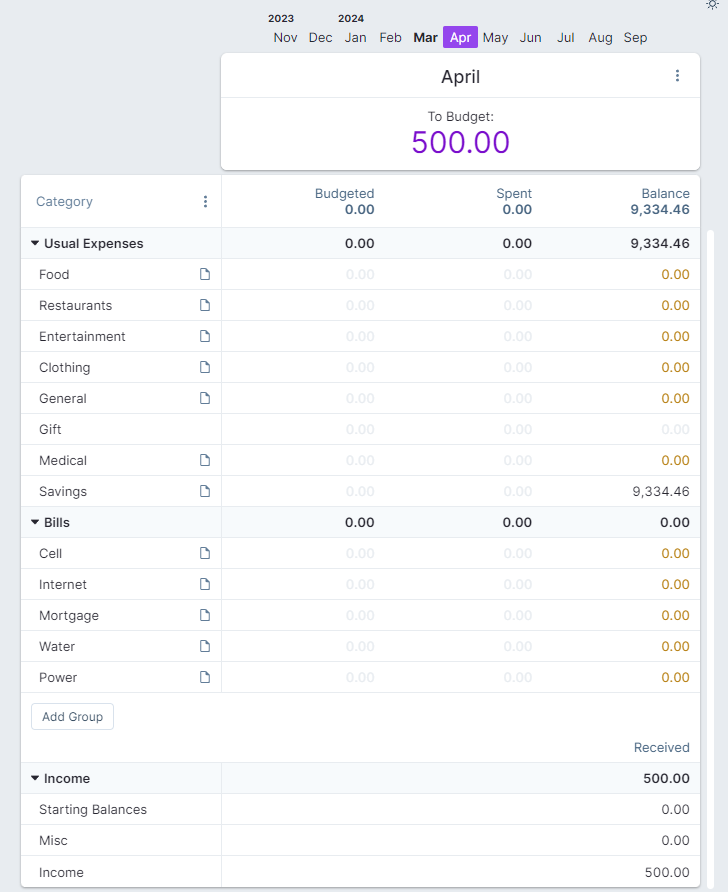 2023 2024
Nov Dec Jan Feb Mar Apr May Jun Jul Aug Sep
April
To Budget:
500.00
Category Budgeted Spent Balance
0.00 0.00 9,334.46
Usual Expenses 0.00 0.00 9,334.46
Food 0.00 0.00 0.00
Restaurants 0.00 0.00 0.00
Entertainment 0.00 0.00 0.00
Clothing 0.00 0.00 0.00
General 0.00 0.00 0.00
Gift 0.00 0.00 0.00
Medical 0.00 0.00 0.00
Savings 0.00 0.00 9,334.46
Bills 0.00 0.00 0.00
Cell 0.00 0.00 0.00
Internet 0.00 0.00 0.00
Mortgage 0.00 0.00 0.00
Water 0.00 0.00 0.00
Power 0.00 0.00 0.00
Add Group
Received
Income 500.00
Starting Balances 0.00
Misc 0.00
Income 500.00